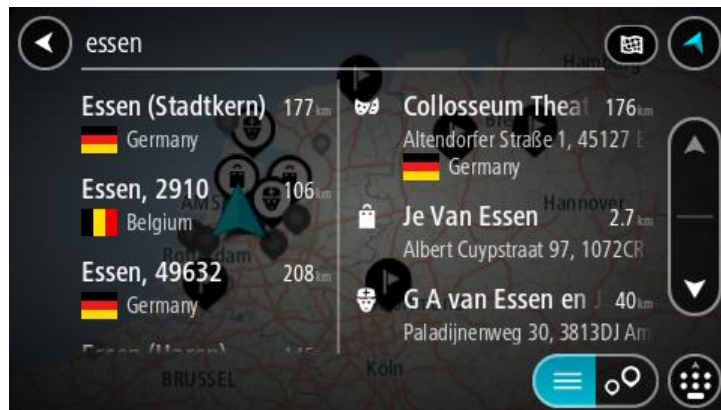 essen
Essen (Stadtkern) 177 km
Germany
Essen, 2910 106 km
Belgium
Essen, 49632 208 km
Germany
Essen (Haren)
Collosseum Theat 176 km
Altendorfer Straße 1, 45127 E
Germany
Je Van Essen 2.7 km
Albert Cuypstraat 97, 1072CR
G A van Essen en J 40 km
Paladijnenweg 30, 3813DJ Am
Hannover
Köln
BRUSSEL